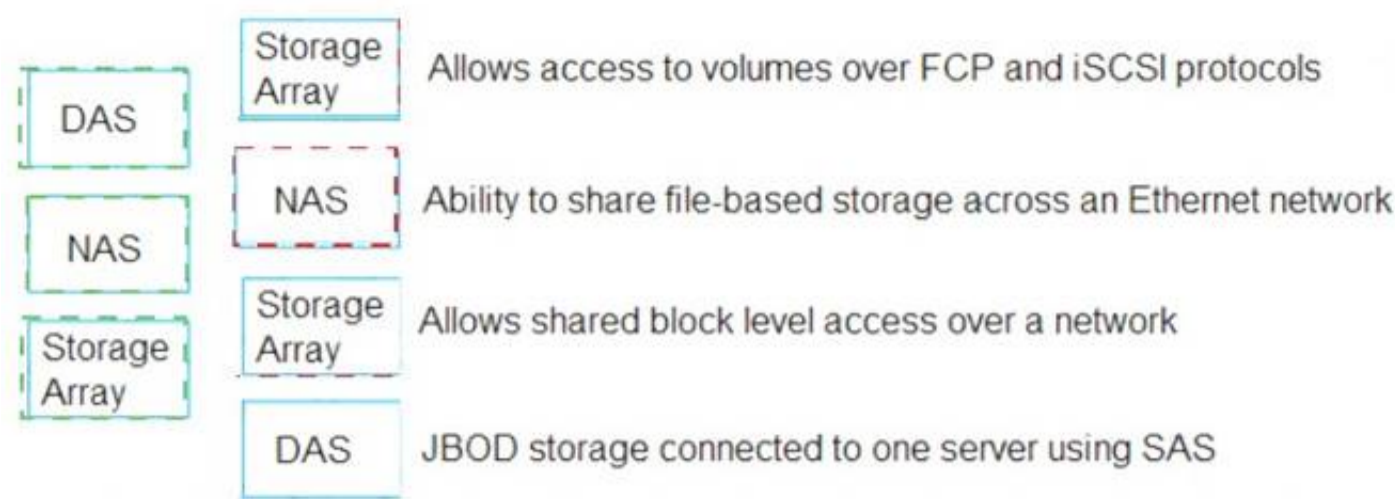 DAS
NAS
Storage
Array
Storage
Array
Allows access to volumes over FCP and iSCSI protocols
NAS
Ability to share file-based storage across an Ethernet network
Storage
Array
Allows shared block level access over a network
DAS
JBOD storage connected to one server using SAS